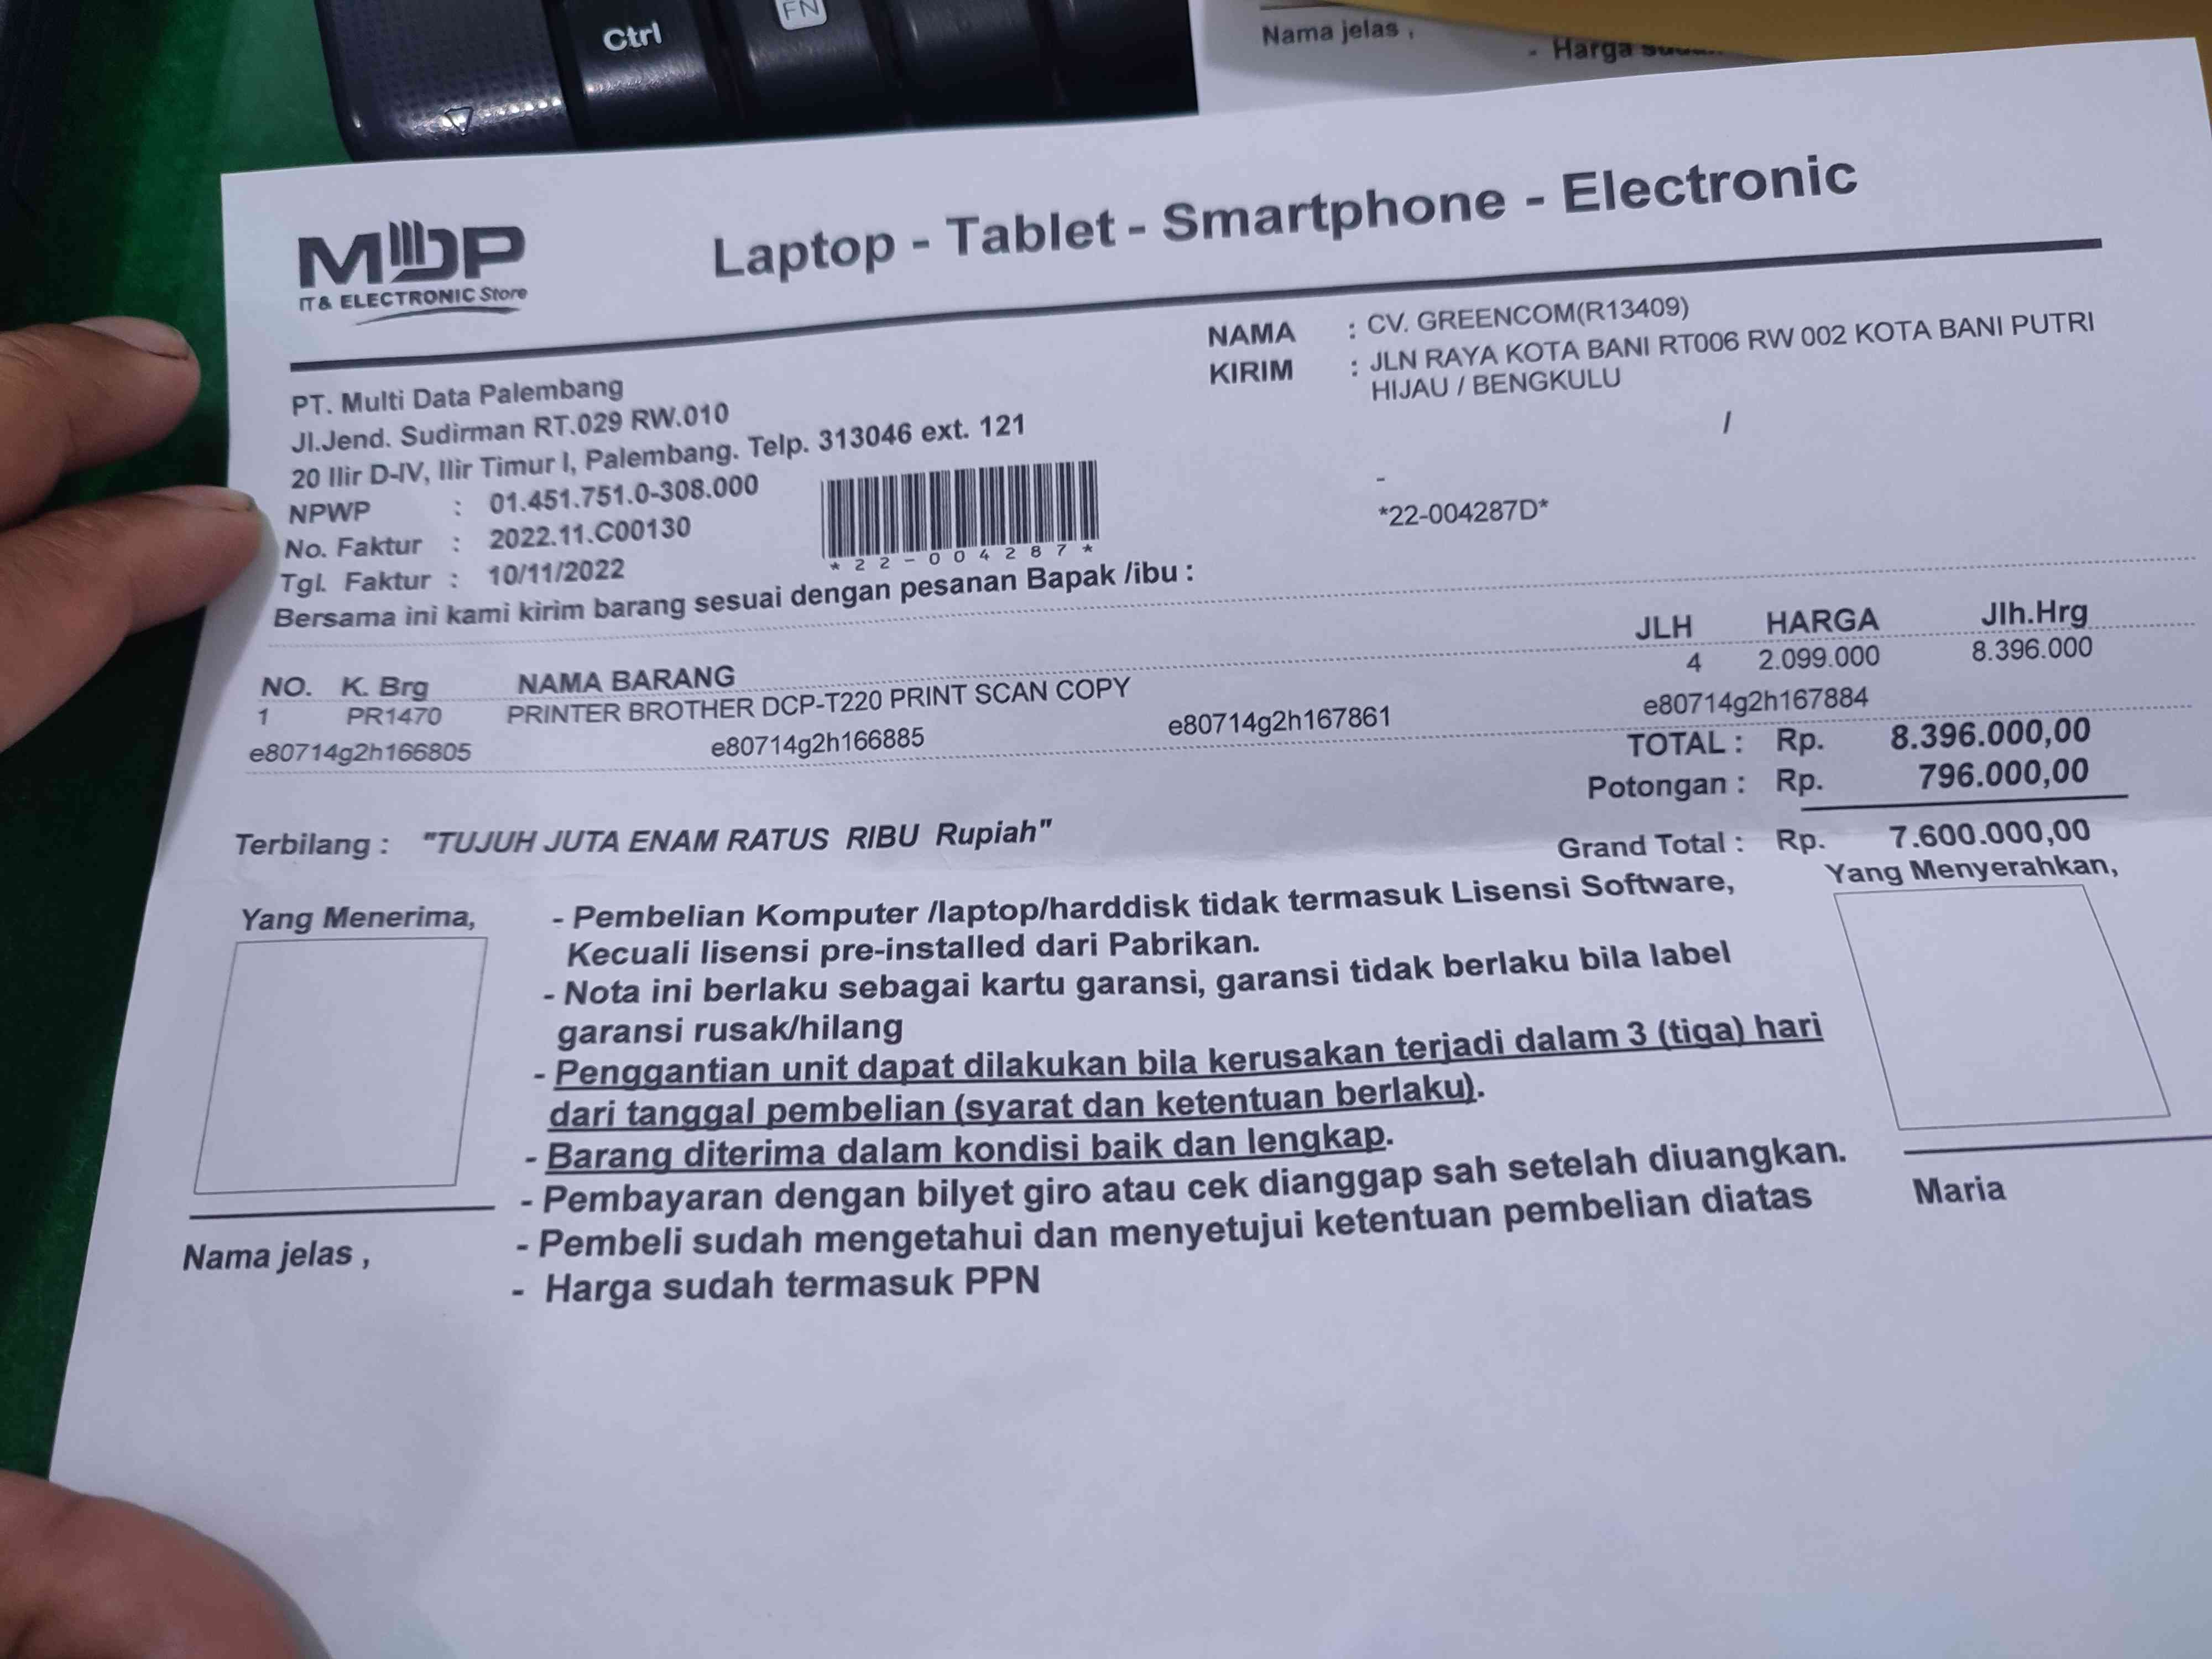 Ctrl
FN
Nama jelas ,
- Harga
MDP
IT & ELECTRONIC Store
Laptop - Tablet - Smartphone - Electronic
NAMA : CV. GREENCOM(R13409)
KIRIM : JLN RAYA KOTA BANI RT006 RW 002 KOTA BANI PUTRI
HIJAU / BENGKULU
/
-
*22-004287D*
PT. Multi Data Palembang
Jl.Jend. Sudirman RT.029 RW.010
20 Ilir D-IV, Ilir Timur I, Palembang. Telp. 313046 ext. 121
NPWP : 01.451.751.0-308.000
No. Faktur : 2022.11.C00130
Tgl. Faktur : 10/11/2022
*22-004287*
Bersama ini kami kirim barang sesuai dengan pesanan Bapak /ibu :
NO. K. Brg NAMA BARANG JLH HARGA Jlh.Hrg
1 PR1470 PRINTER BROTHER DCP-T220 PRINT SCAN COPY 4 2.099.000 8.396.000
e80714g2h166805 e80714g2h166885 e80714g2h167861 e80714g2h167884
TOTAL : Rp. 8.396.000,00
Potongan : Rp. 796.000,00
Terbilang : "TUJUH JUTA ENAM RATUS RIBU Rupiah"
Grand Total : Rp. 7.600.000,00
Yang Menerima,
Yang Menyerahkan,
- Pembelian Komputer /laptop/harddisk tidak termasuk Lisensi Software,
Kecuali lisensi pre-installed dari Pabrikan.
- Nota ini berlaku sebagai kartu garansi, garansi tidak berlaku bila label
garansi rusak/hilang
- Penggantian unit dapat dilakukan bila kerusakan terjadi dalam 3 (tiga) hari
dari tanggal pembelian (syarat dan ketentuan berlaku).
- Barang diterima dalam kondisi baik dan lengkap.
- Pembayaran dengan bilyet giro atau cek dianggap sah setelah diuangkan.
- Pembeli sudah mengetahui dan menyetujui ketentuan pembelian diatas
- Harga sudah termasuk PPN
Nama jelas ,
Maria